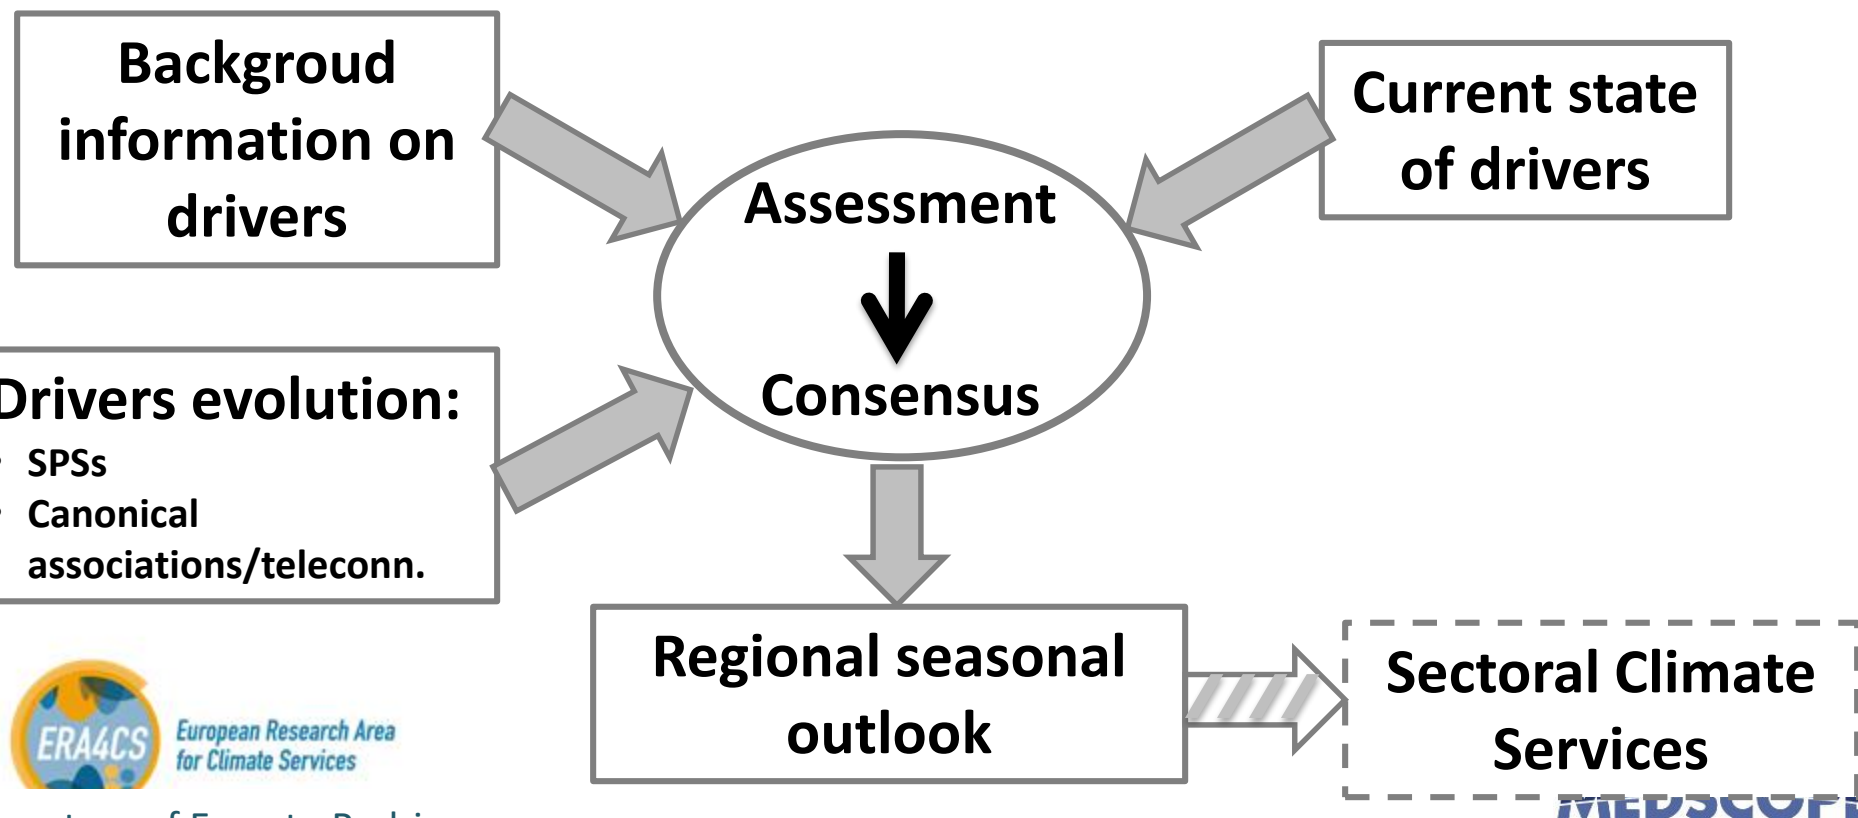 Backgroud
information on
drivers
Current state
of drivers
Assessment
Consensus
Drivers evolution:
• SPSs
• Canonical
associations/teleconn.
Regional seasonal
outlook
Sectoral Climate
Services
ERA4CS
European Research Area
for Climate Services
MEDSCOPE